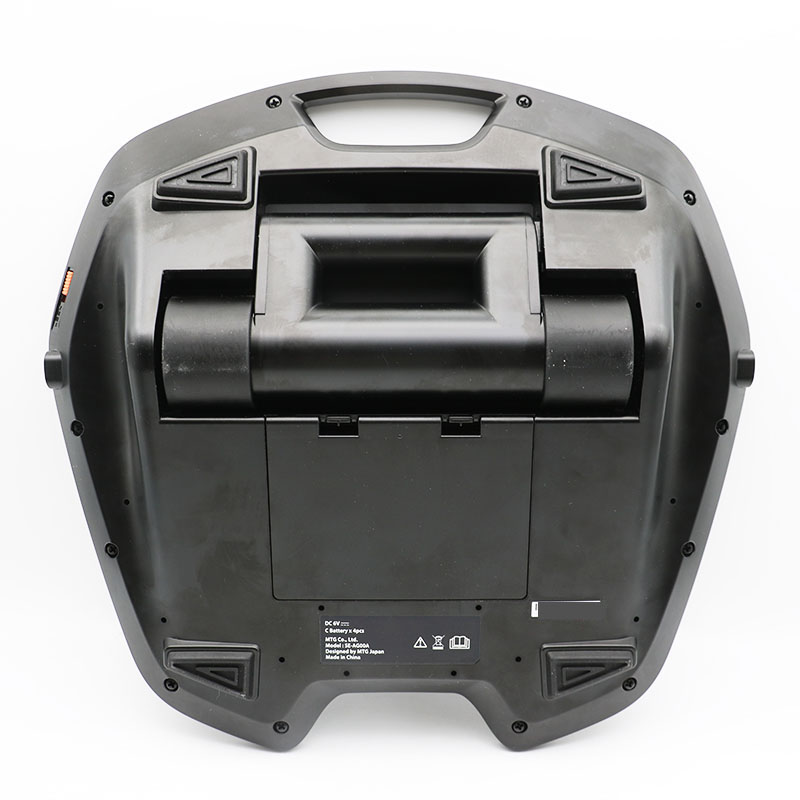 DC 6V
C Battery x 4pcs
MTG Co., Ltd.
Model : SE-AG00A
Designed by MTG Japan
Made in China